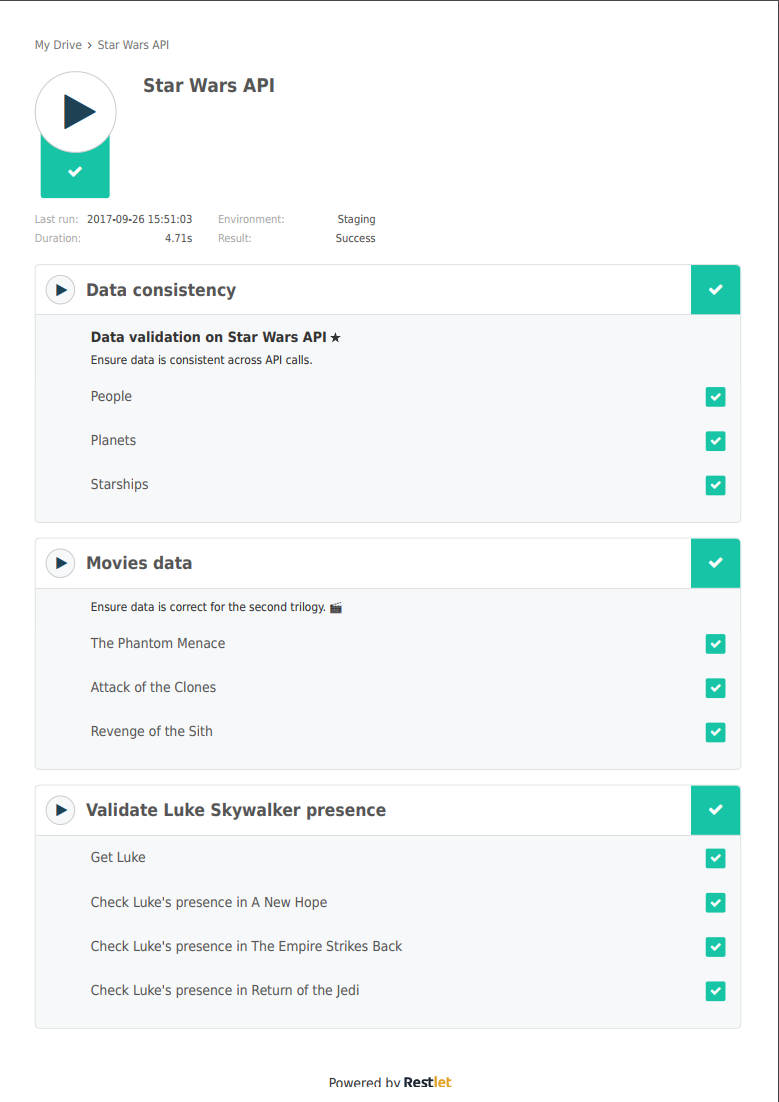 My Drive > Star Wars API
Star Wars API
Last run: 2017-09-26 15:51:03 Environment: Staging
Duration: 4.71s Result: Success
Data consistency
Data validation on Star Wars API ★
Ensure data is consistent across API calls.
People
Planets
Starships
Movies data
Ensure data is correct for the second trilogy. 🎬
The Phantom Menace
Attack of the Clones
Revenge of the Sith
Validate Luke Skywalker presence
Get Luke
Check Luke's presence in A New Hope
Check Luke's presence in The Empire Strikes Back
Check Luke's presence in Return of the Jedi
Powered by Restlet